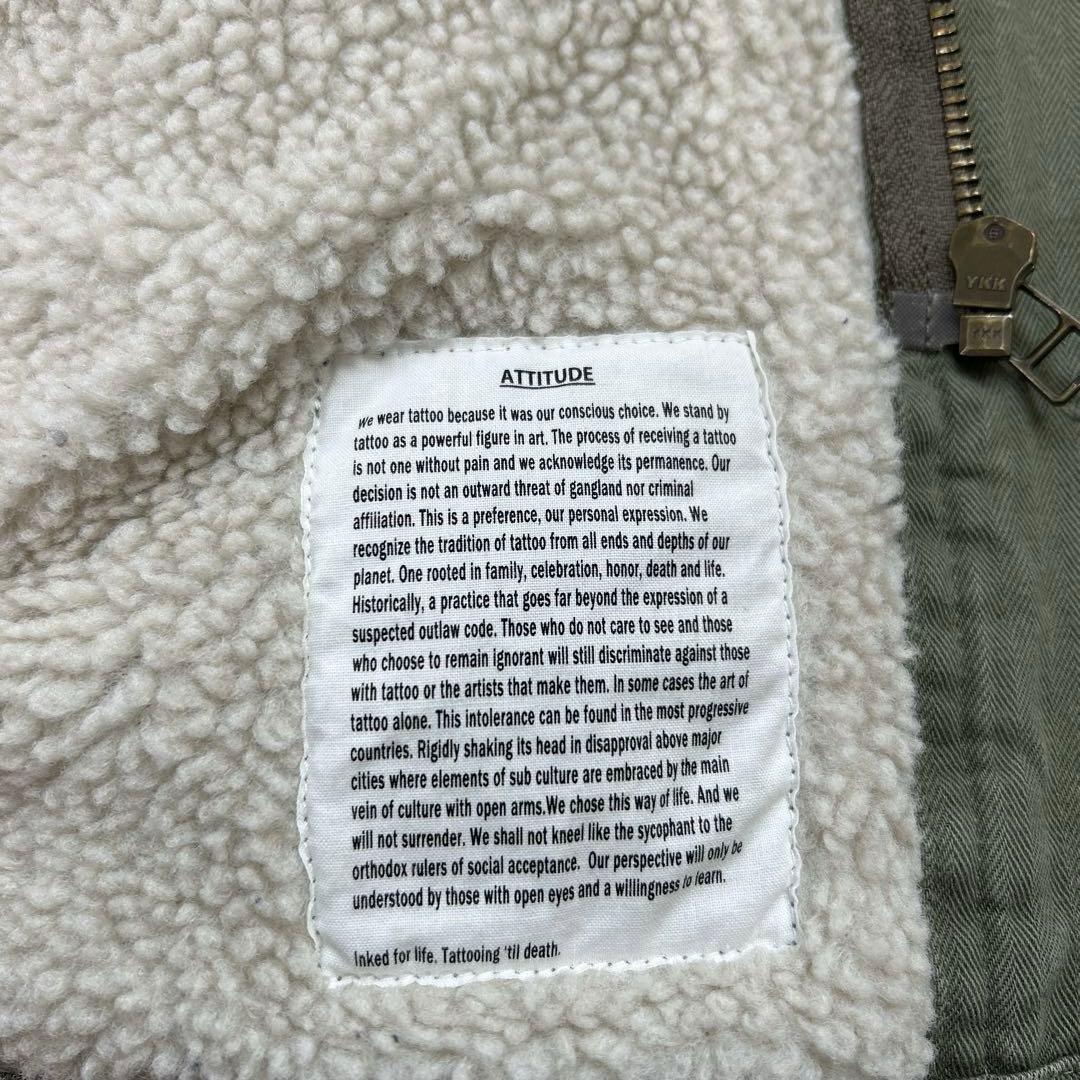 ATTITUDE
We wear tattoo because it was our conscious choice. We stand by
tattoo as a powerful figure in art. The process of receiving a tattoo
is not one without pain and we acknowledge its permanence. Our
decision is not an outward threat of gangland nor criminal
affiliation. This is a preference, our personal expression. We
recognize the tradition of tattoo from all ends and depths of our
planet. One rooted in family, celebration, honor, death and life.
Historically, a practice that goes far beyond the expression of a
suspected outlaw code. Those who do not care to see and those
who choose to remain ignorant will still discriminate against those
with tattoo or the artists that make them. In some cases the art of
tattoo alone. This intolerance can be found in the most progressive
countries. Rigidly shaking its head in disapproval above major
cities where elements of sub culture are embraced by the main
vein of culture with open arms.We chose this way of life. And we
will not surrender. We shall not kneel like the sycophant to the
orthodox rulers of social acceptance. Our perspective will only be
understood by those with open eyes and a willingness to learn.
Inked for life. Tattooing 'til death.
YKK
YKK